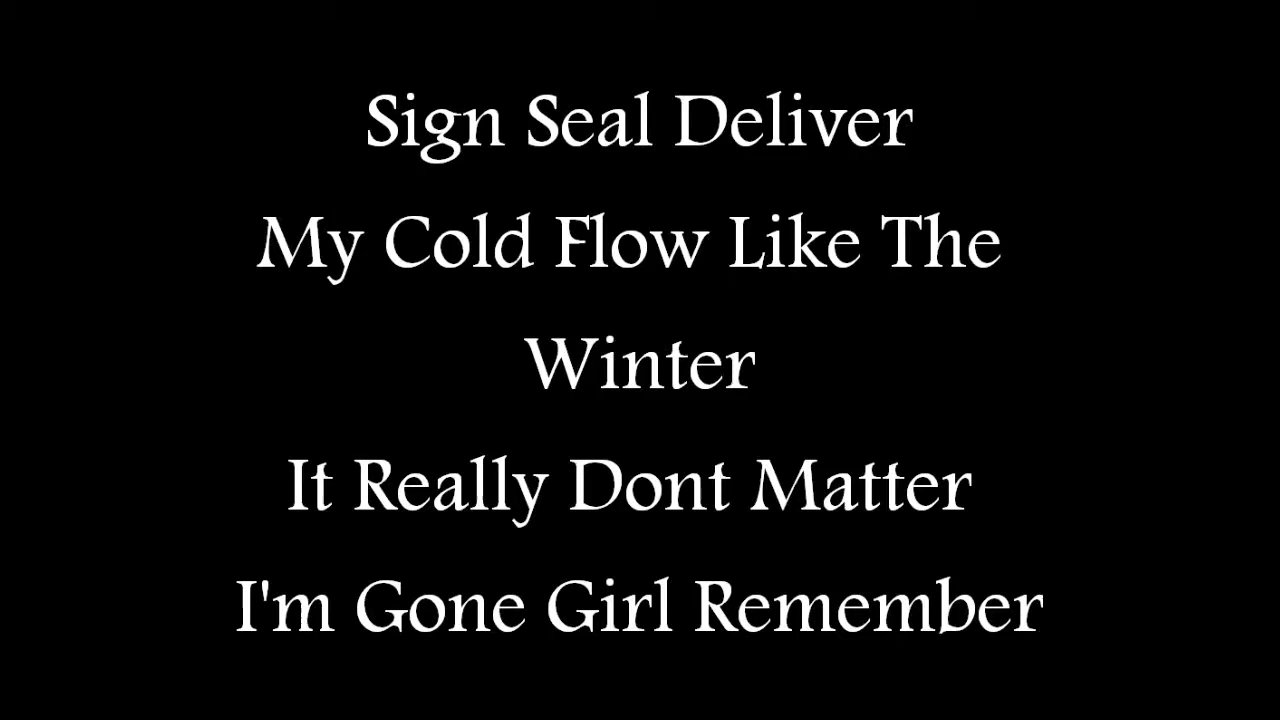 Sign Seal Deliver
My Cold Flow Like The
Winter
It Really Dont Matter
I'm Gone Girl Remember